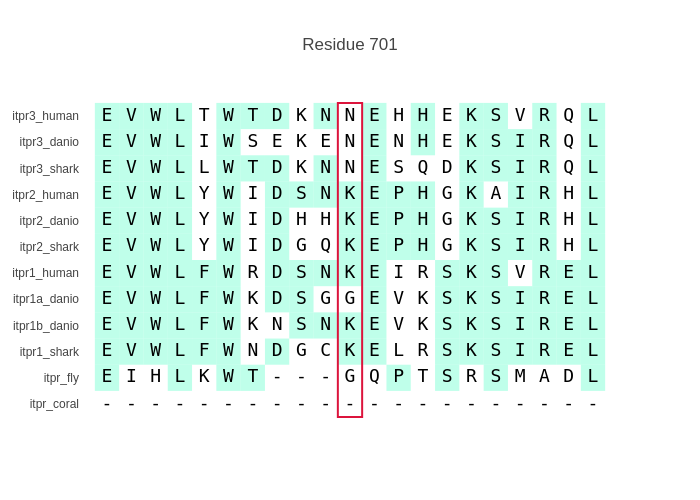 Residue 701
itpr3_human E V W L T W T D K N N E H H E K S V R Q L
itpr3_danio E V W L I W S E K E N E N H E K S I R Q L
itpr3_shark E V W L L W T D K N N E S Q D K S I R Q L
itpr2_human E V W L Y W I D S N K E P H G K A I R H L
itpr2_danio E V W L Y W I D H H K E P H G K S I R H L
itpr2_shark E V W L Y W I D G Q K E P H G K S I R H L
itpr1_human E V W L F W R D S N K E I R S K S V R E L
itpr1a_danio E V W L F W K D S G G E V K S K S I R E L
itpr1b_danio E V W L F W K N S N K E V K S K S I R E L
itpr1_shark E V W L F W N D G C K E L R S K S I R E L
itpr_fly E I H L K W T - - - G Q P T S R S M A D L
itpr_coral - - - - - - - - - - - - - - - - - - - - -